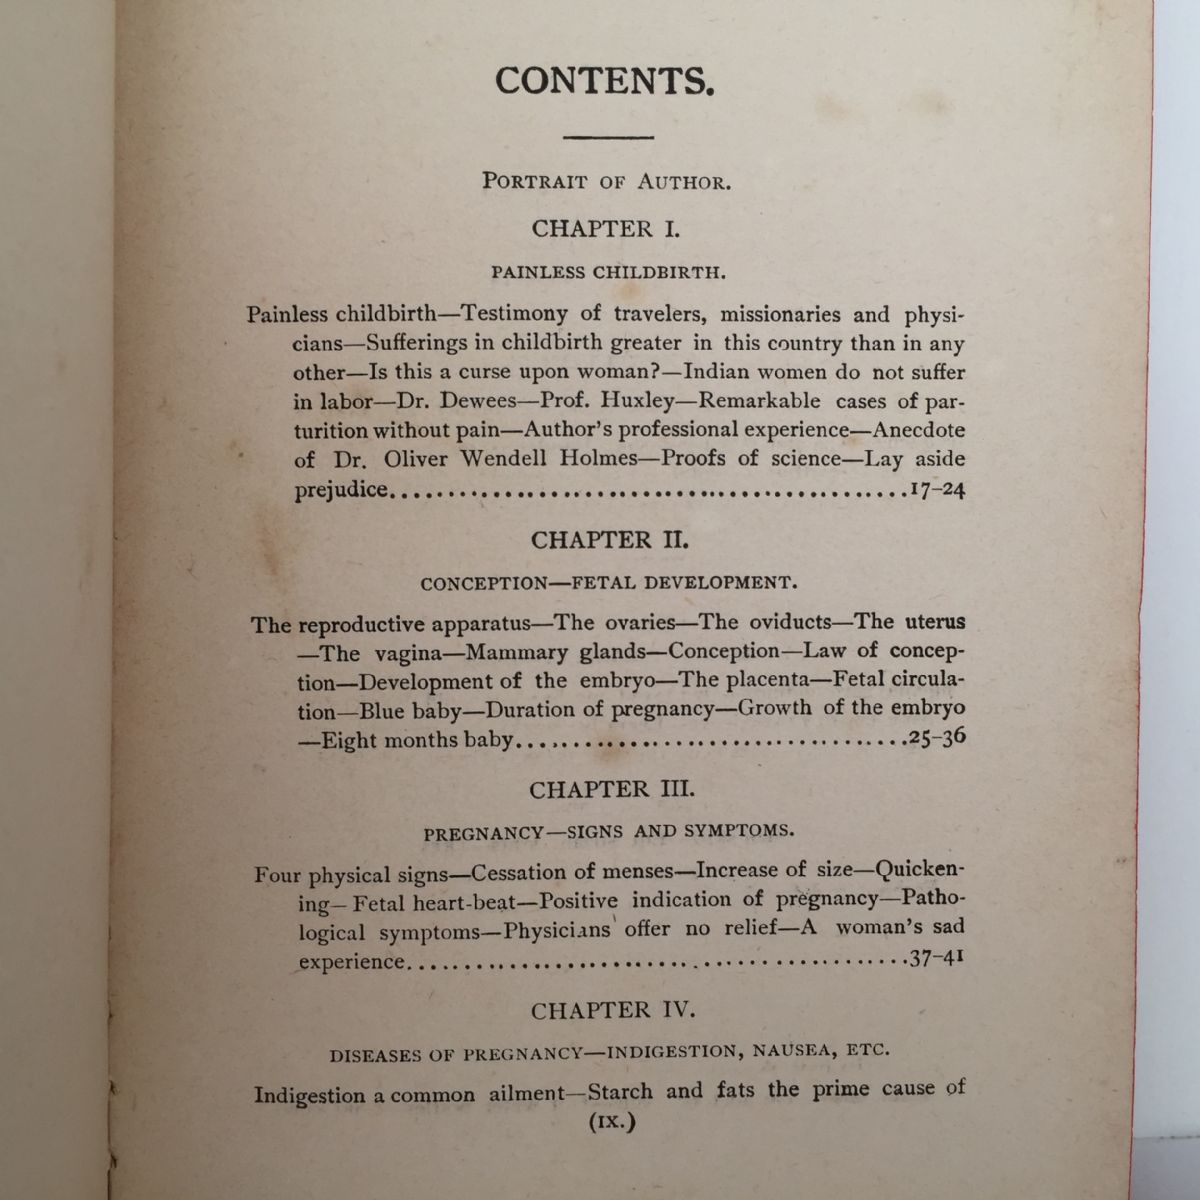 CONTENTS.
PORTRAIT OF AUTHOR.
CHAPTER I.
PAINLESS CHILDBIRTH.
Painless childbirth—Testimony of travelers, missionaries and physi-
cians—Sufferings in childbirth greater in this country than in any
other—Is this a curse upon woman?—Indian women do not suffer
in labor—Dr. Dewees—Prof. Huxley—Remarkable cases of par-
turition without pain—Author's professional experience—Anecdote
of Dr. Oliver Wendell Holmes—Proofs of science—Lay aside
prejudice................................................17-24
CHAPTER II.
CONCEPTION—FETAL DEVELOPMENT.
The reproductive apparatus—The ovaries—The oviducts—The uterus
—The vagina—Mammary glands—Conception—Law of concep-
tion—Development of the embryo—The placenta—Fetal circula-
tion—Blue baby—Duration of pregnancy—Growth of the embryo
—Eight months baby....................................25-36
CHAPTER III.
PREGNANCY—SIGNS AND SYMPTOMS.
Four physical signs—Cessation of menses—Increase of size—Quicken-
ing—Fetal heart-beat—Positive indication of pregnancy—Patho-
logical symptoms—Physicians offer no relief—A woman's sad
experience..............................................37-41
CHAPTER IV.
DISEASES OF PREGNANCY—INDIGESTION, NAUSEA, ETC.
Indigestion a common ailment—Starch and fats the prime cause of
(IX.)